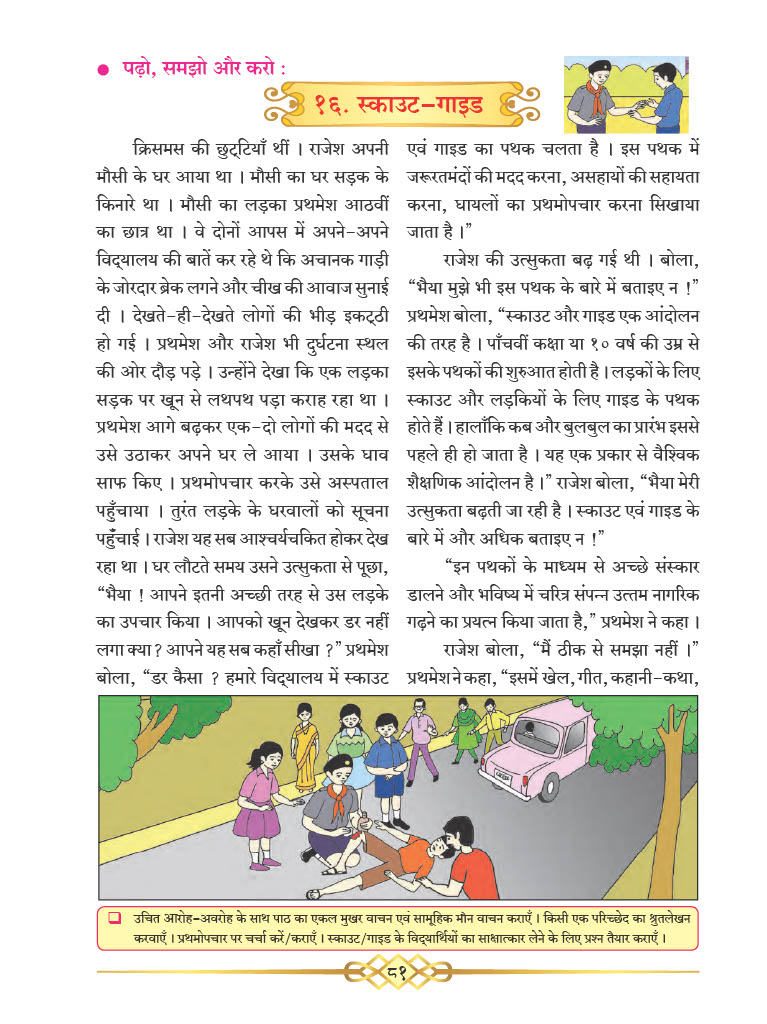 ● पढ़ो, समझो और करो :
१६. स्काउट-गाइड
क्रिसमस की छुट्टियाँ थीं । राजेश अपनी
मौसी के घर आया था । मौसी का घर सड़क के
किनारे था । मौसी का लड़का प्रथमेश आठवीं
का छात्र था । वे दोनों आपस में अपने-अपने
विद्यालय की बातें कर रहे थे कि अचानक गाड़ी
के जोरदार ब्रेक लगने और चीख की आवाज सुनाई
दी । देखते-ही-देखते लोगों की भीड़ इकट्ठी
हो गई । प्रथमेश और राजेश भी दुर्घटना स्थल
की ओर दौड़ पड़े । उन्होंने देखा कि एक लड़का
सड़क पर खून से लथपथ पड़ा कराह रहा था ।
प्रथमेश आगे बढ़कर एक-दो लोगों की मदद से
उसे उठाकर अपने घर ले आया । उसके घाव
साफ किए । प्रथमोपचार करके उसे अस्पताल
पहुँचाया । तुरंत लड़के के घरवालों को सूचना
पहुँचाई । राजेश यह सब आश्चर्यचकित होकर देख
रहा था । घर लौटते समय उसने उत्सुकता से पूछा,
“भैया ! आपने इतनी अच्छी तरह से उस लड़के
का उपचार किया । आपको खून देखकर डर नहीं
लगा क्या ? आपने यह सब कहाँ सीखा ?” प्रथमेश
बोला, “डर कैसा ? हमारे विद्यालय में स्काउट
एवं गाइड का पथक चलता है । इस पथक में
जरूरतमंदों की मदद करना, असहायों की सहायता
करना, घायलों का प्रथमोपचार करना सिखाया
जाता है ।”
राजेश की उत्सुकता बढ़ गई थी । बोला,
“भैया मुझे भी इस पथक के बारे में बताइए न !”
प्रथमेश बोला, “स्काउट और गाइड एक आंदोलन
की तरह है । पाँचवीं कक्षा या १० वर्ष की उम्र से
इसके पथकों की शुरुआत होती है । लड़कों के लिए
स्काउट और लड़कियों के लिए गाइड के पथक
होते हैं । हालाँकि कब और बुलबुल का प्रारंभ इससे
पहले ही हो जाता है । यह एक प्रकार से वैश्विक
शैक्षणिक आंदोलन है ।” राजेश बोला, “भैया मेरी
उत्सुकता बढ़ती जा रही है । स्काउट एवं गाइड के
बारे में और अधिक बताइए न !”
“इन पथकों के माध्यम से अच्छे संस्कार
डालने और भविष्य में चरित्र संपन्न उत्तम नागरिक
गढ़ने का प्रयत्न किया जाता है,” प्रथमेश ने कहा ।
राजेश बोला, “मैं ठीक से समझा नहीं ।”
प्रथमेश ने कहा, “इसमें खेल, गीत, कहानी-कथा,
❑ उचित आरोह-अवरोह के साथ पाठ का एकल मुखर वाचन एवं सामूहिक मौन वाचन कराएँ । किसी एक परिच्छेद का श्रुतलेखन
करवाएँ । प्रथमोपचार पर चर्चा करें/कराएँ । स्काउट/गाइड के विद्यार्थियों का साक्षात्कार लेने के लिए प्रश्न तैयार कराएँ ।
८१